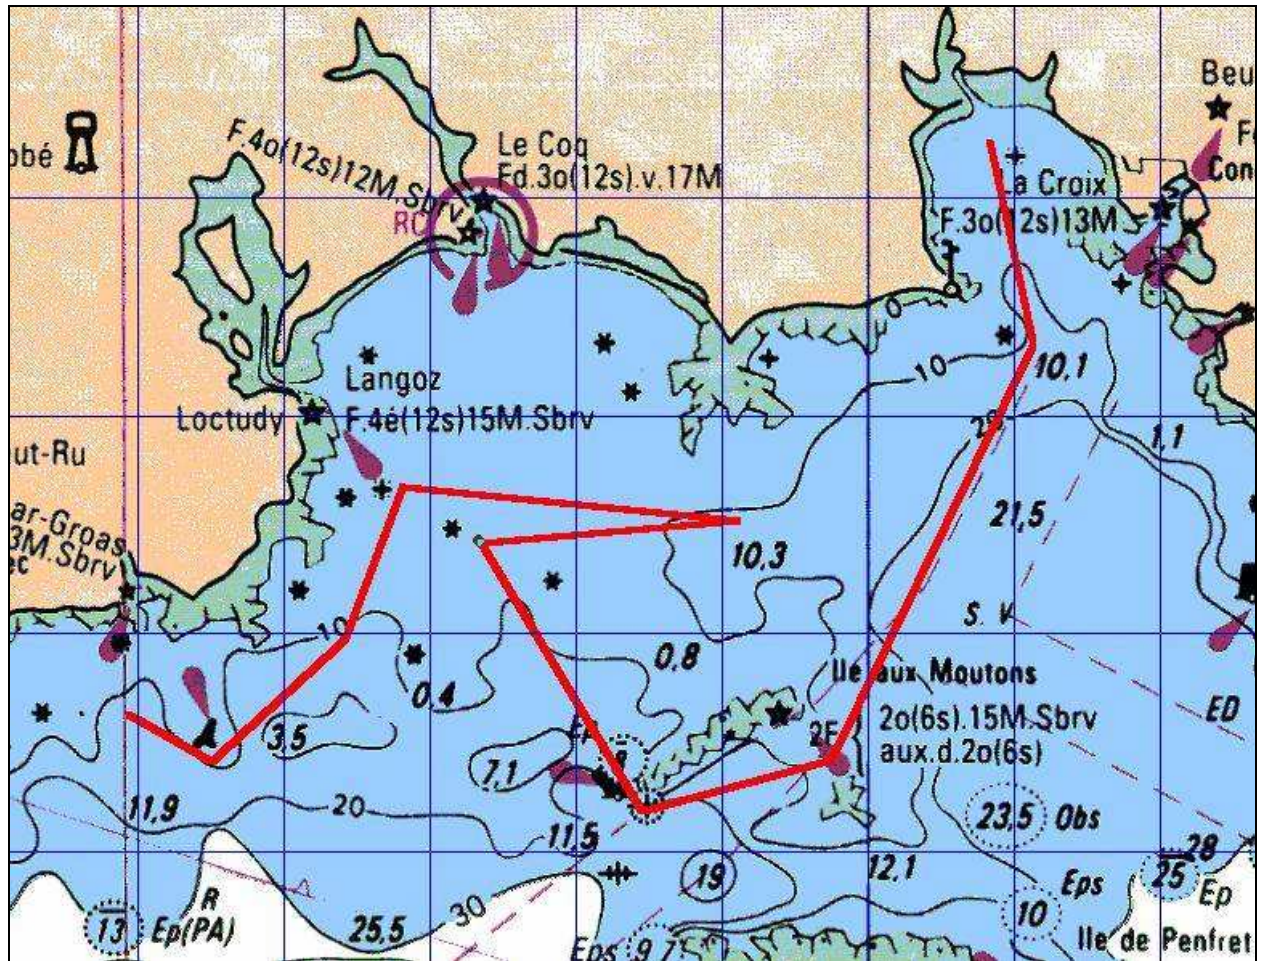 Beu
F.4o(12s)12M.Sbrv
Le Coq
Fd.3o(12s).v.17M
obé
Con
La Croix
RC
F.3o(12s)13M
0
10
10,1
Langoz
Loctudy
F.4é(12s)15M.Sbrv
1,1
ut-Ru
21,5
ar-Groas
3M.Sbrv
ec
10,3
S. V
10
0,8
Ile aux Moutons
0,4
ED
2o(6s).15M.Sbrv
3,5
aux.d.2o(6s)
7,1
11,9
20
23,5 Obs
11,5
12,1
28
19
25
Eps
Ep
R
30
10
13 Ep(PA)
25,5
Ile de Penfret
Eps 9,7